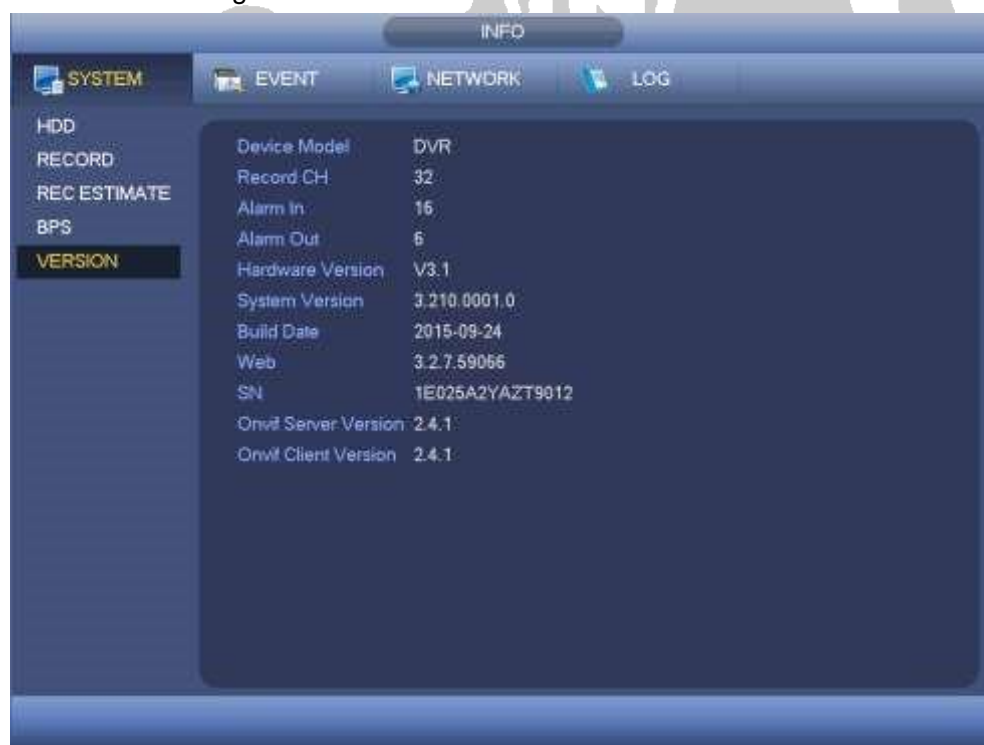 INFO
SYSTEM EVENT NETWORK LOG
HDD
RECORD
REC ESTIMATE
BPS
VERSION
Device Model DVR
Record CH 32
Alarm In 16
Alarm Out 6
Hardware Version V3.1
System Version 3.210.0001.0
Build Date 2015-09-24
Web 3.2.7.59066
SN 1E025A2YAZT9012
Onvif Server Version 2.4.1
Onvif Client Version 2.4.1